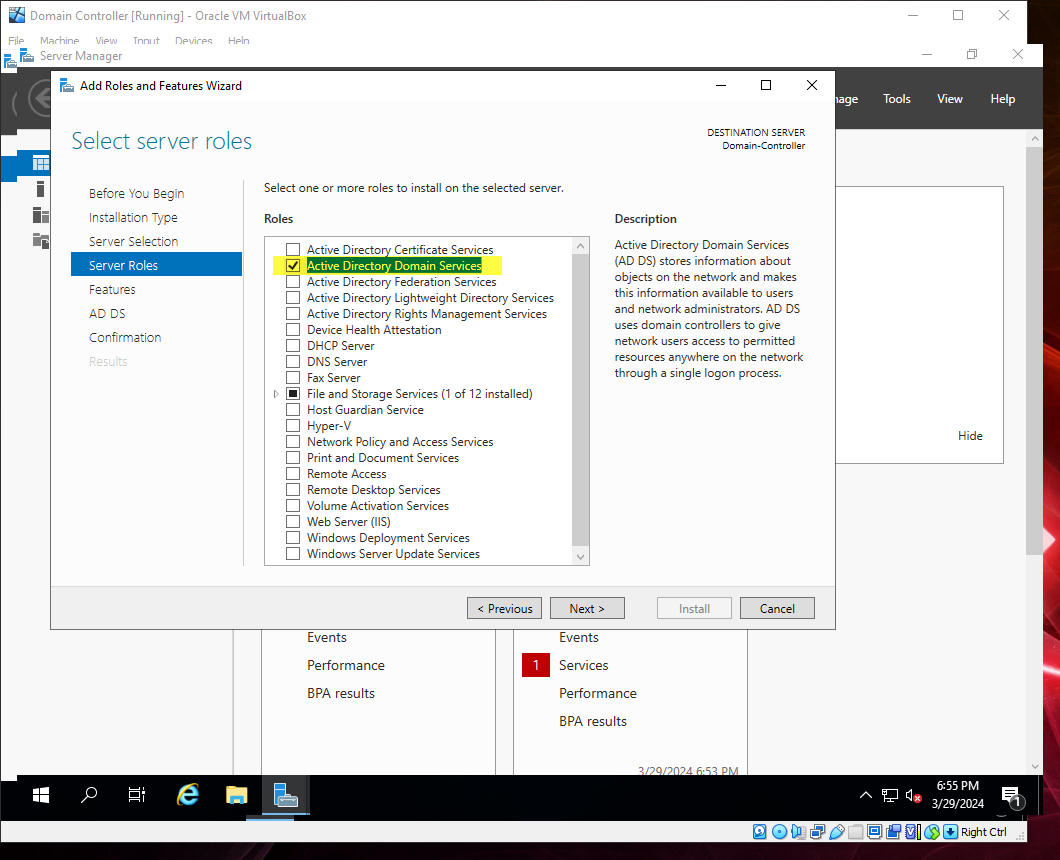 Domain Controller [Running] - Oracle VM VirtualBox
File Machine View Input Devices Help
Server Manager
Add Roles and Features Wizard
nage Tools View Help
Select server roles
DESTINATION SERVER
Domain-Controller
Before You Begin
Installation Type
Server Selection
Server Roles
Features
AD DS
Confirmation
Results
Select one or more roles to install on the selected server.
Roles
Active Directory Certificate Services
Active Directory Domain Services
Active Directory Federation Services
Active Directory Lightweight Directory Services
Active Directory Rights Management Services
Device Health Attestation
DHCP Server
DNS Server
Fax Server
File and Storage Services (1 of 12 installed)
Host Guardian Service
Hyper-V
Network Policy and Access Services
Print and Document Services
Remote Access
Remote Desktop Services
Volume Activation Services
Web Server (IIS)
Windows Deployment Services
Windows Server Update Services
Description
Active Directory Domain Services
(AD DS) stores information about
objects on the network and makes
this information available to users
and network administrators. AD DS
uses domain controllers to give
network users access to permitted
resources anywhere on the network
through a single logon process.
Hide
< Previous Next > Install Cancel
Events
Performance
BPA results
Events
1 Services
Performance
BPA results
3/29/2024 6:53 PM
6:55 PM
3/29/2024
1
Right Ctrl